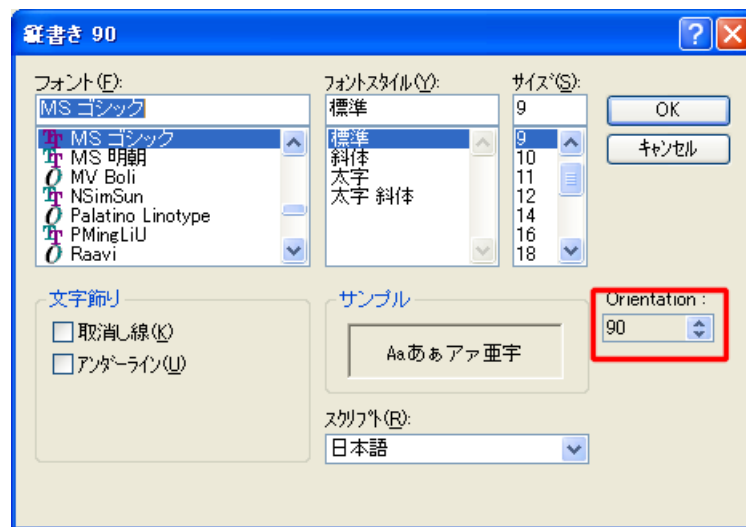 縦書き 90
フォント(F):
MS ゴシック
MS ゴシック
MS 明朝
MV Boli
NSimSun
Palatino Linotype
PMingLiU
Raavi
フォントスタイル(Y):
標準
標準
斜体
太字
太字 斜体
サイズ(S):
9
9
10
11
12
14
16
18
OK
キャンセル
文字飾り
取消し線(K)
アンダーライン(U)
サンプル
Aaあぁアァ亜宇
Orientation :
90
スクリプト(R):
日本語